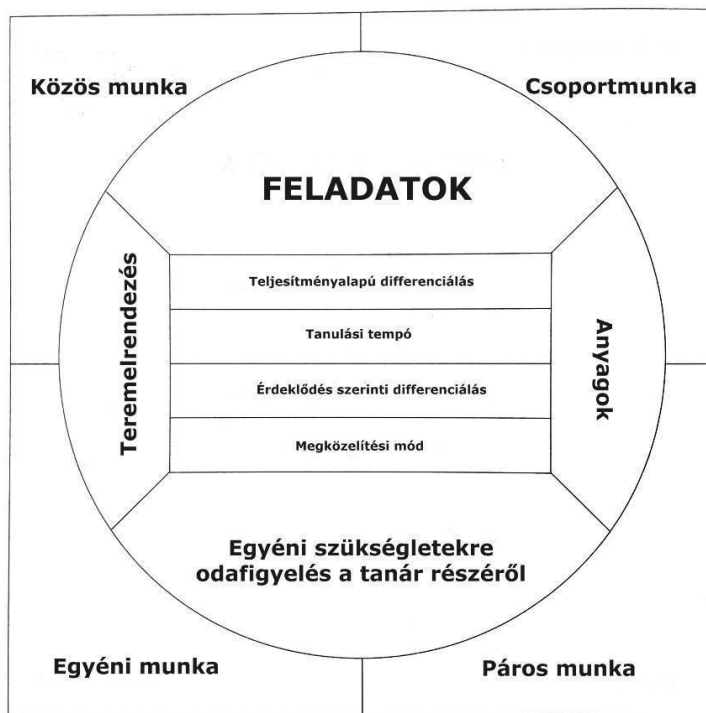 Közös munka
Csoportmunka
FELADATOK
Teremelrendezés
Teljesítményalapú differenciálás
Tanulási tempó
Érdeklődés szerinti differenciálás
Megközelítési mód
Anyagok
Egyéni szükségletekre
odafigyelés a tanár részéről
Egyéni munka
Páros munka